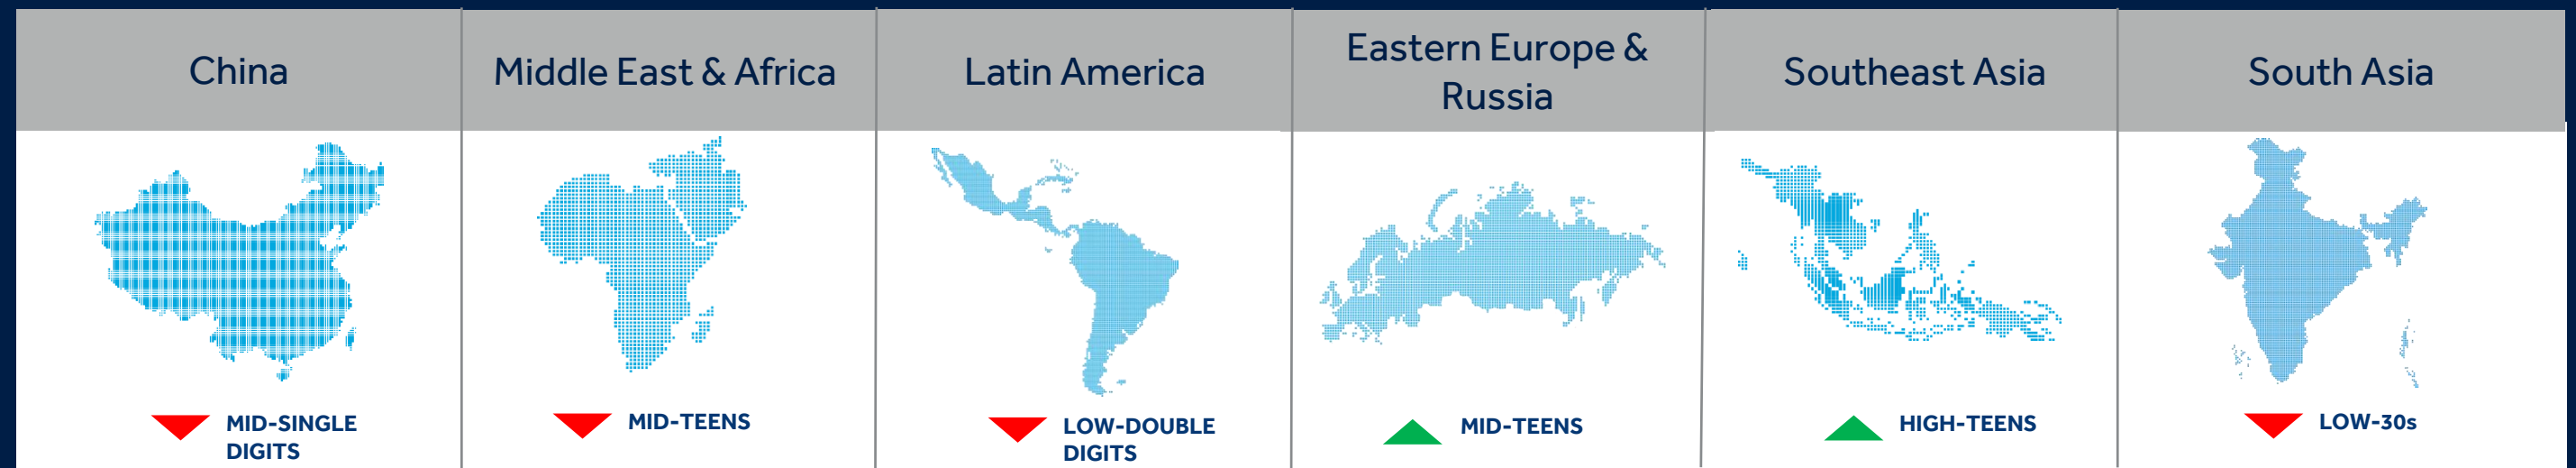 China
Middle East & Africa
Latin America
Eastern Europe &
Russia
Southeast Asia
South Asia
MID-SINGLE
DIGITS
MID-TEENS
LOW-DOUBLE
DIGITS
MID-TEENS
HIGH-TEENS
LOW-30s